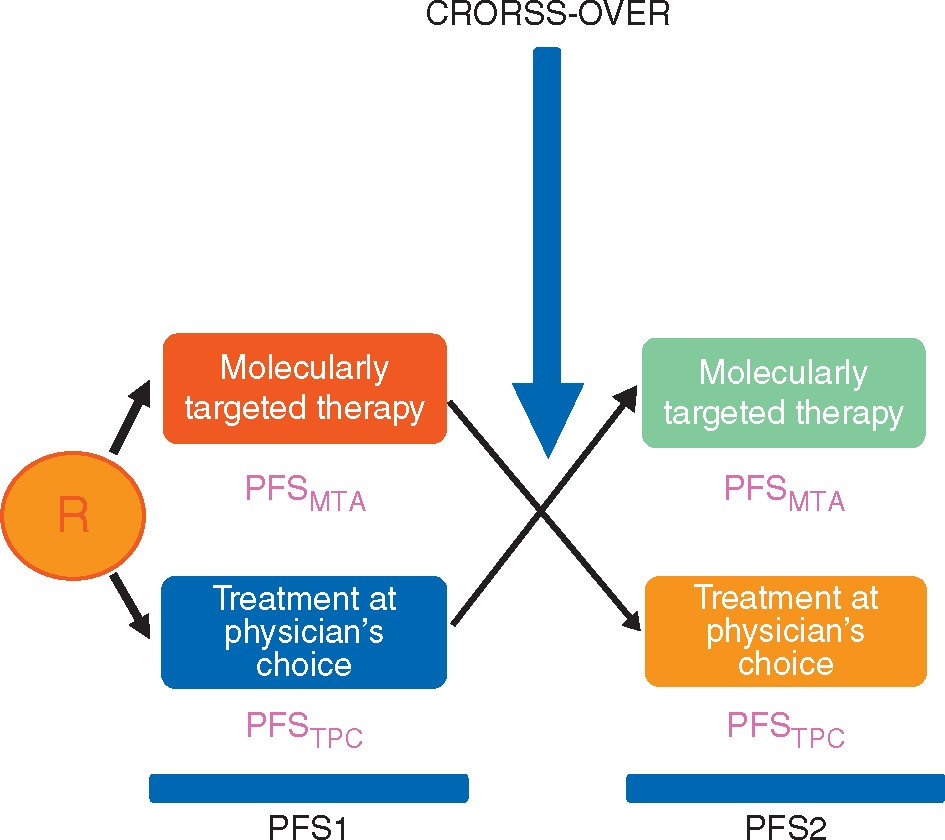 CRORSS-OVER
Molecularly
targeted therapy
Molecularly
targeted therapy
PFSMTA
PFSMTA
R
Treatment at
physician's
choice
Treatment at
physician's
choice
PFSTPC
PFSTPC
PFS1
PFS2